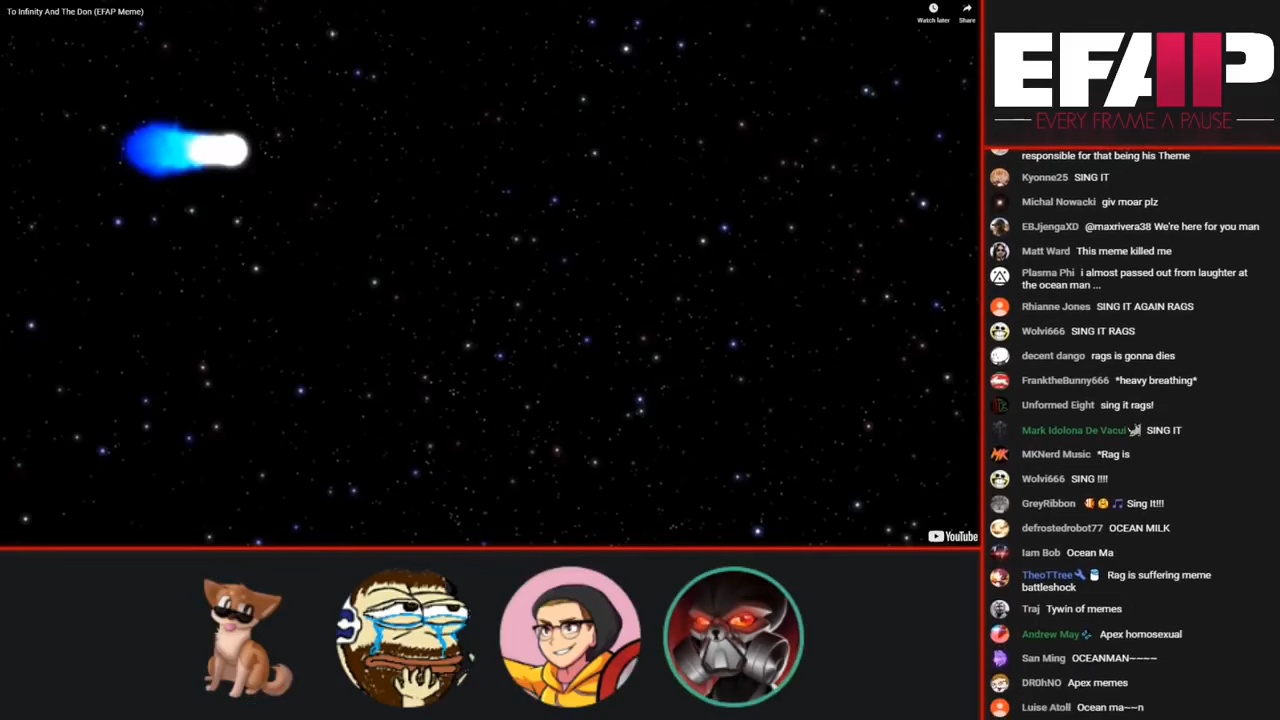 To Infinity And The Don (EFAP Meme)
Watch later
Share
YouTube
EFAP
EVERY FRAME A PAUSE
responsible for that being his Theme
Kyonne25 SING IT
Michal Nowacki giv moar plz
EBJjengaXD @maxrivera38 We're here for you man
Matt Ward This meme killed me
Plasma Phi i almost passed out from laughter at
the ocean man ...
Rhianne Jones SING IT AGAIN RAGS
Wolvi666 SING IT RAGS
decent dango rags is gonna dies
FranktheBunny666 *heavy breathing*
Unformed Eight sing it rags!
Mark Idolona De Vacui SING IT
MKNerd Music *Rag is
Wolvi666 SING !!!!
GreyRibbon 🐠 😊 🎵 Sing It!!!
defrostedrobot77 OCEAN MILK
Iam Bob Ocean Ma
TheoTTree Rag is suffering meme
battleshock
Traj Tywin of memes
Andrew May Apex homosexual
San Ming OCEANMAN~~~~
DR0hNO Apex memes
Luise Atoll Ocean ma~~n